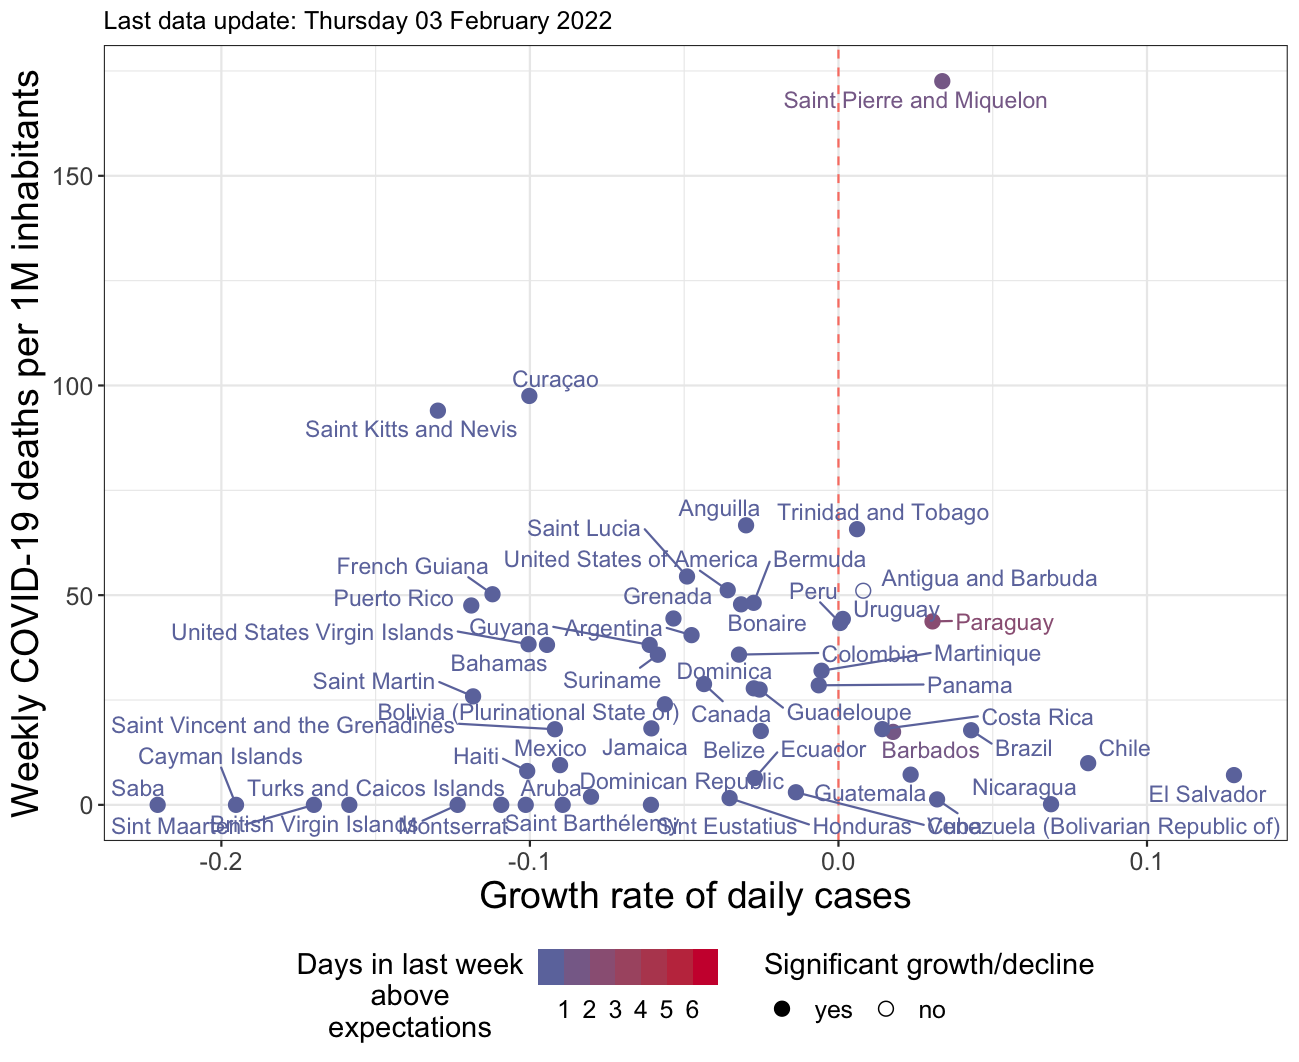 Last data update: Thursday 03 February 2022
Weekly COVID-19 deaths per 1M inhabitants
150
100
50
0
Saint Pierre and Miquelon
Curaçao
Saint Kitts and Nevis
Anguilla
Trinidad and Tobago
Saint Lucia
United States of America
Bermuda
French Guiana
Antigua and Barbuda
Puerto Rico
Grenada
Peru
Uruguay
Bonaire
Paraguay
United States Virgin Islands
Guyana
Argentina
Colombia
Martinique
Bahamas
Dominica
Saint Martin
Suriname
Panama
Bolivia (Plurinational State of)
Canada
Guadeloupe
Costa Rica
Saint Vincent and the Grenadines
Mexico
Jamaica
Belize
Ecuador
Barbados
Brazil
Chile
Cayman Islands
Haiti
Saba
Turks and Caicos Islands
Aruba
Dominican Republic
Guatemala
Nicaragua
El Salvador
Sint Maarten
British Virgin Islands
Montserrat
Saint Barthélemy
Sint Eustatius
Honduras
Cuba
Venezuela (Bolivarian Republic of)
-0.2
-0.1
0.0
0.1
Growth rate of daily cases
Days in last week
above
expectations
1 2 3 4 5 6
Significant growth/decline
yes
no